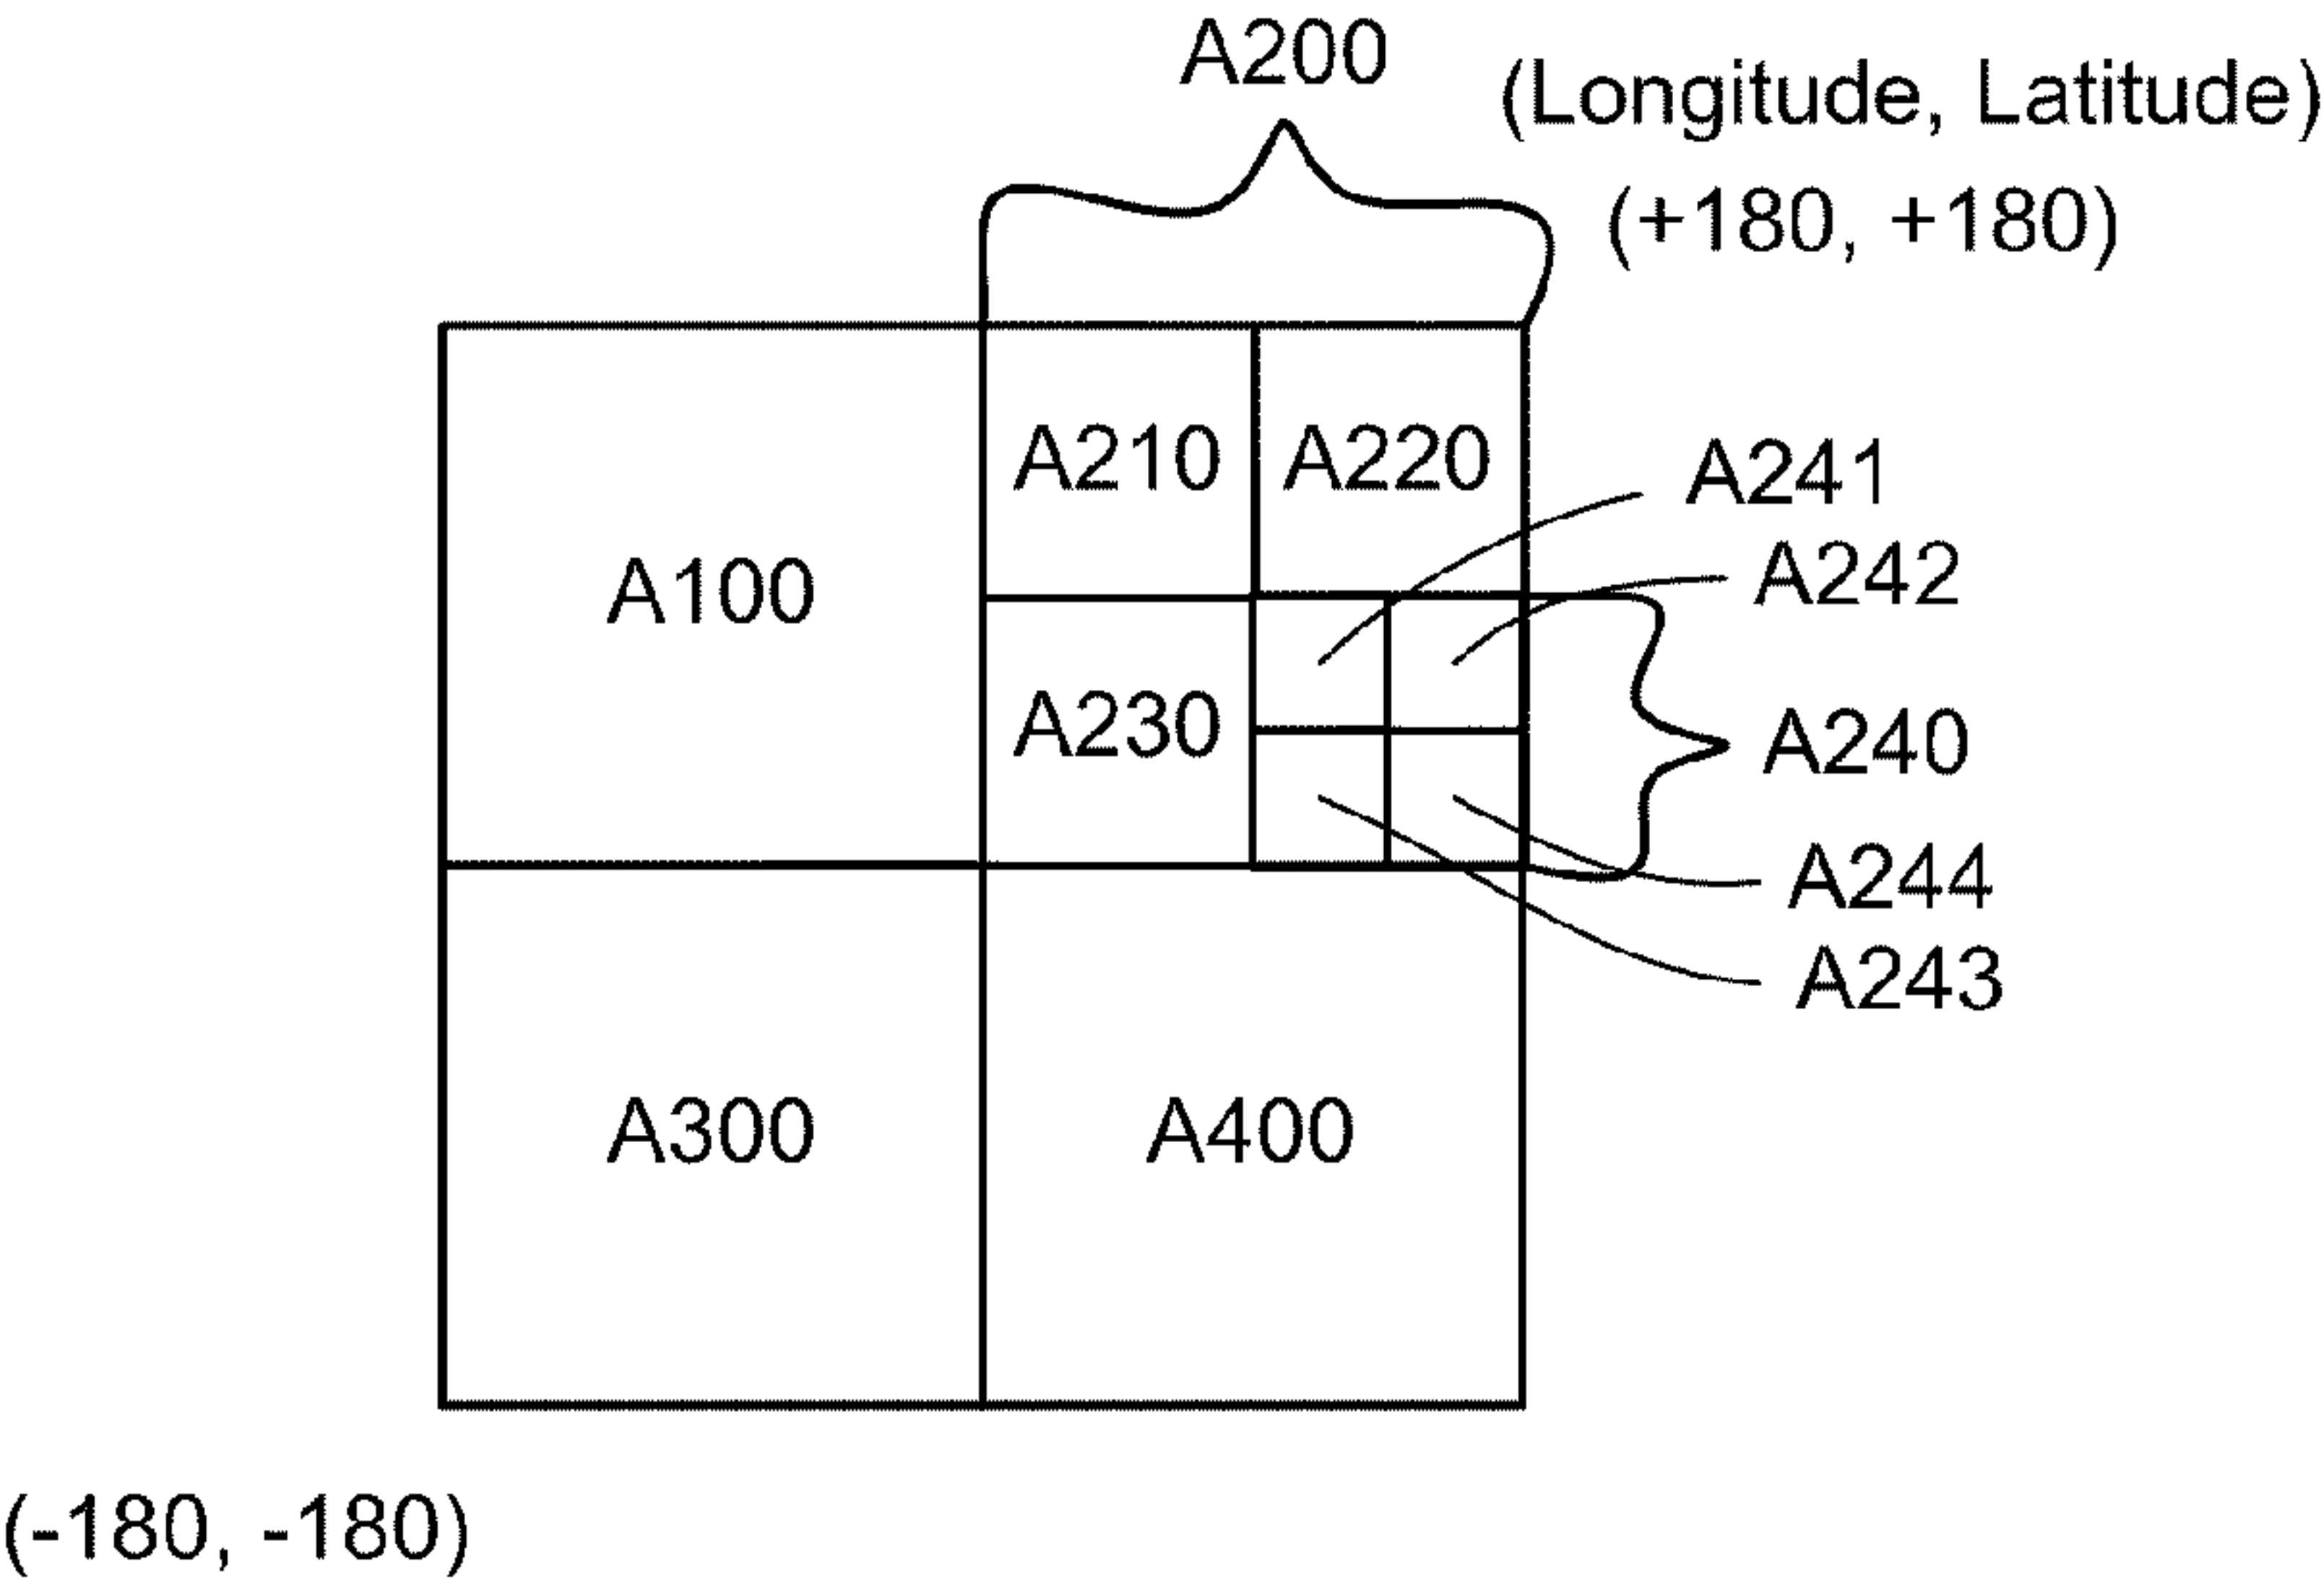 A200
(Longitude, Latitude)
(+180, +180)
A210
A220
A241
A242
A100
A230
A240
A244
A243
A300
A400
(-180, -180)